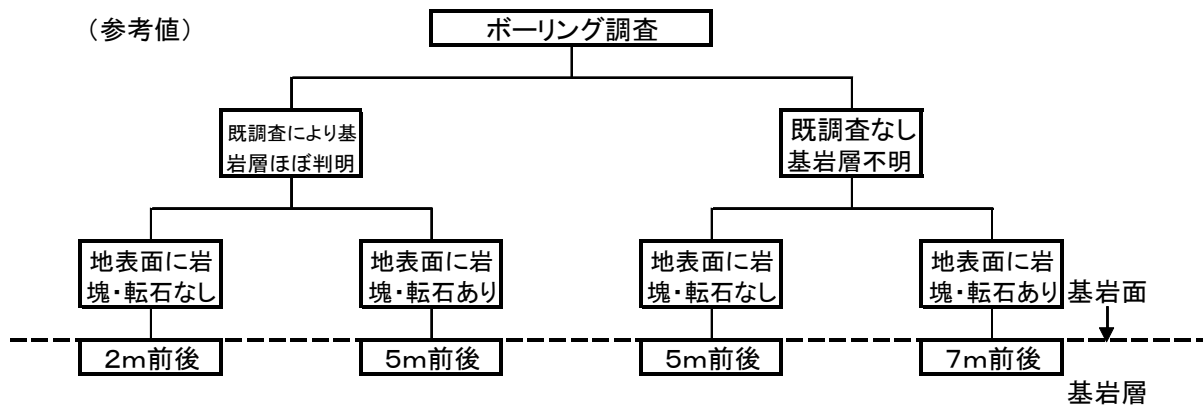 (参考値)
ボーリング調査
既調査により基
岩層ほぼ判明
既調査なし
基岩層不明
地表面に岩
塊・転石なし
地表面に岩
塊・転石あり
地表面に岩
塊・転石なし
地表面に岩
塊・転石あり
基岩面
2m前後
5m前後
5m前後
7m前後
基岩層